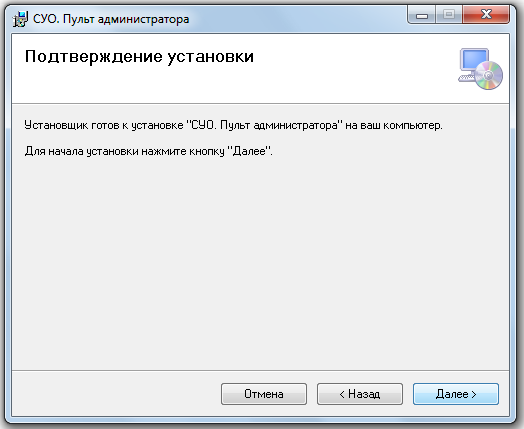 СУО. Пульт администратора
Подтверждение установки
Установщик готов к установке "СУО. Пульт администратора" на ваш компьютер.
Для начала установки нажмите кнопку "Далее".
Отмена
< Назад
Далее >